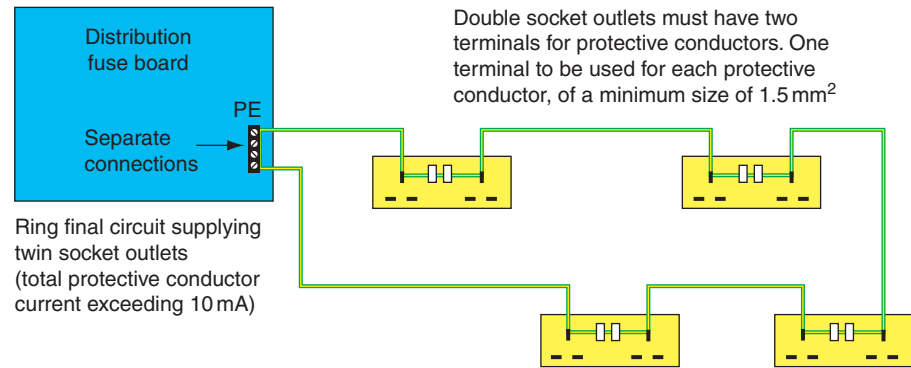 Distribution
fuse board
PE
Separate
connections
Double socket outlets must have two
terminals for protective conductors. One
terminal to be used for each protective
conductor, of a minimum size of 1.5 mm²
Ring final circuit supplying
twin socket outlets
(total protective conductor
current exceeding 10 mA)